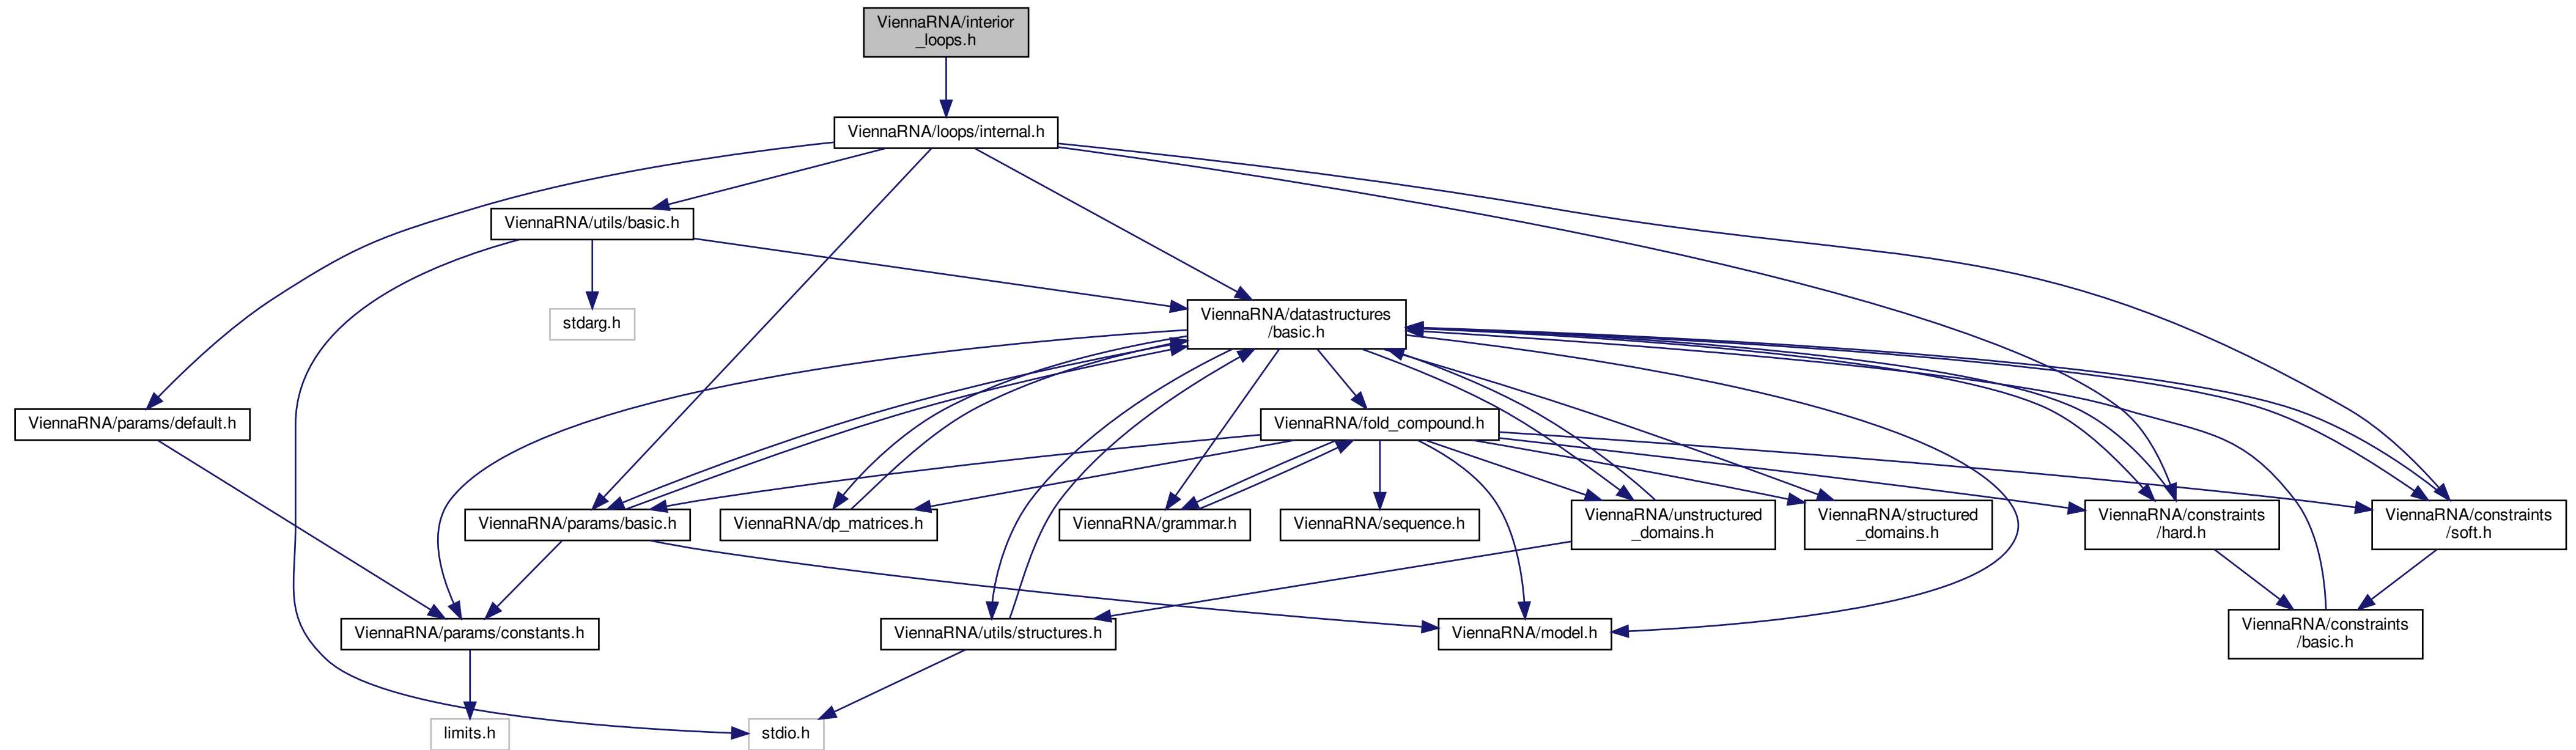 ViennaRNA/interior
_loops.h
ViennaRNA/loops/internal.h
ViennaRNA/utils/basic.h
stdarg.h
ViennaRNA/datastructures
/basic.h
ViennaRNA/params/default.h
ViennaRNA/fold_compound.h
ViennaRNA/params/basic.h
ViennaRNA/dp_matrices.h
ViennaRNA/grammar.h
ViennaRNA/sequence.h
ViennaRNA/unstructured
_domains.h
ViennaRNA/structured
_domains.h
ViennaRNA/constraints
/hard.h
ViennaRNA/constraints
/soft.h
ViennaRNA/params/constants.h
ViennaRNA/utils/structures.h
ViennaRNA/model.h
ViennaRNA/constraints
/basic.h
limits.h
stdio.h